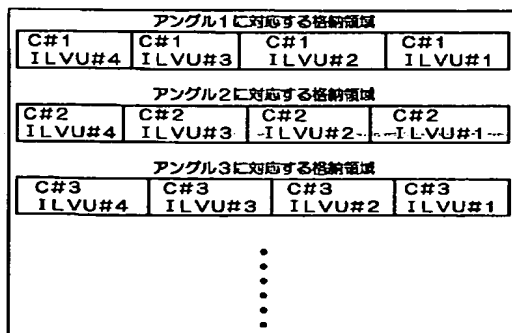 アングル1に対応する格納領域
C#1 C#1 C#1 C#1
ILVU#4 ILVU#3 ILVU#2 ILVU#1
アングル2に対応する格納領域
C#2 C#2 C#2 C#2
ILVU#4 ILVU#3 ILVU#2 ILVU#1
アングル3に対応する格納領域
C#3 C#3 C#3 C#3
ILVU#4 ILVU#3 ILVU#2 ILVU#1